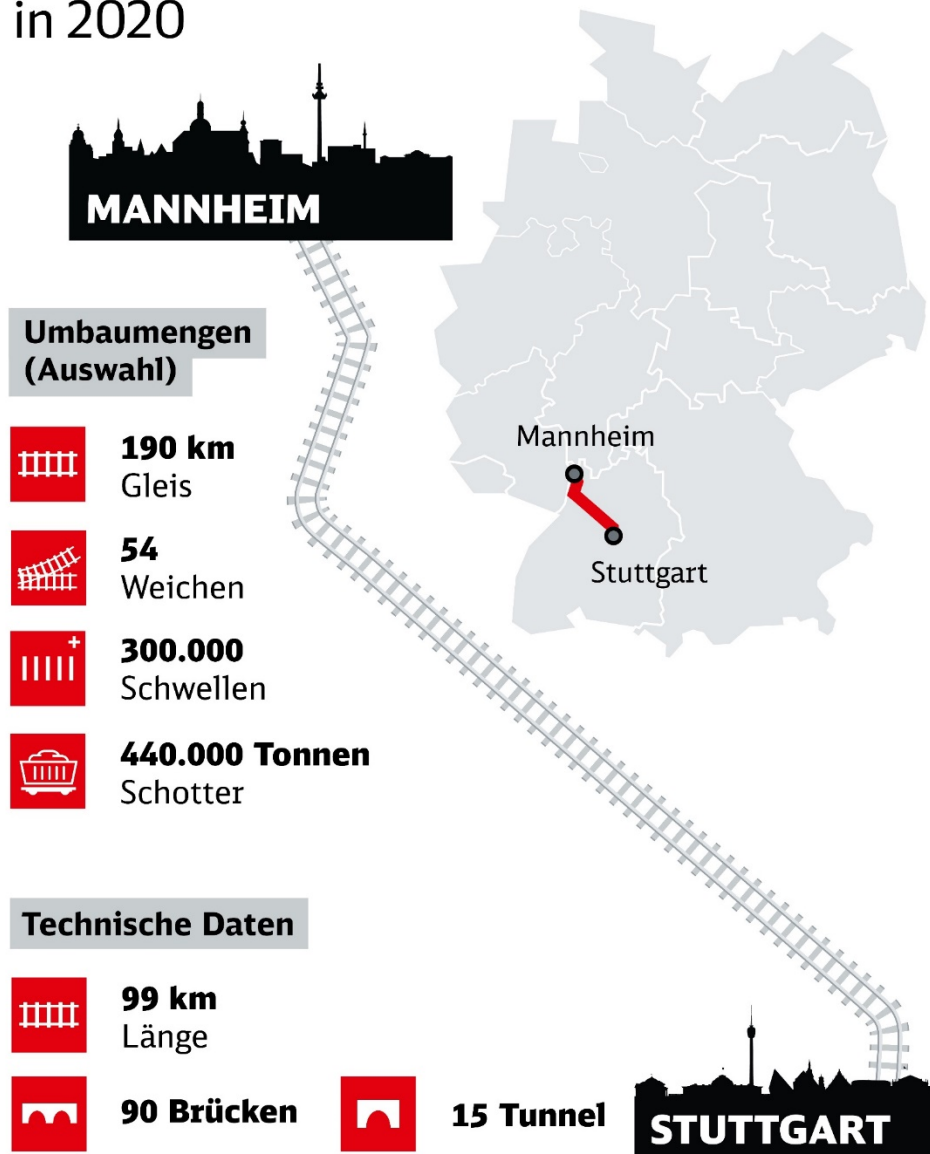 in 2020
MANNHEIM
Umbaumengen
(Auswahl)
190 km
Gleis
54
Weichen
300.000
Schwellen
440.000 Tonnen
Schotter
Mannheim
Stuttgart
Technische Daten
99 km
Länge
90 Brücken
15 Tunnel
STUTTGART